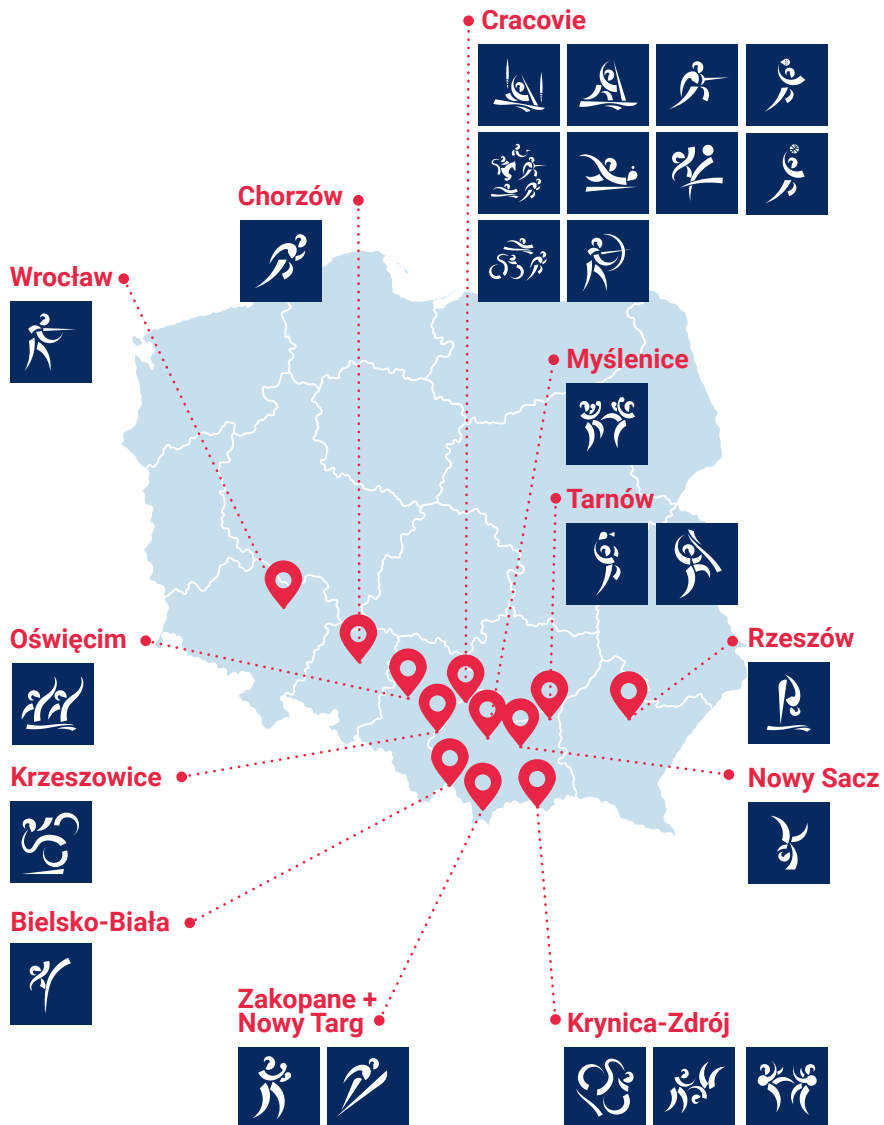 Cracovie
Chorzów
Wrocław
Myślenice
Tarnów
Oświęcim
Rzeszów
Krzeszowice
Nowy Sacz
Bielsko-Biała
Zakopane +
Nowy Targ
Krynica-Zdrój